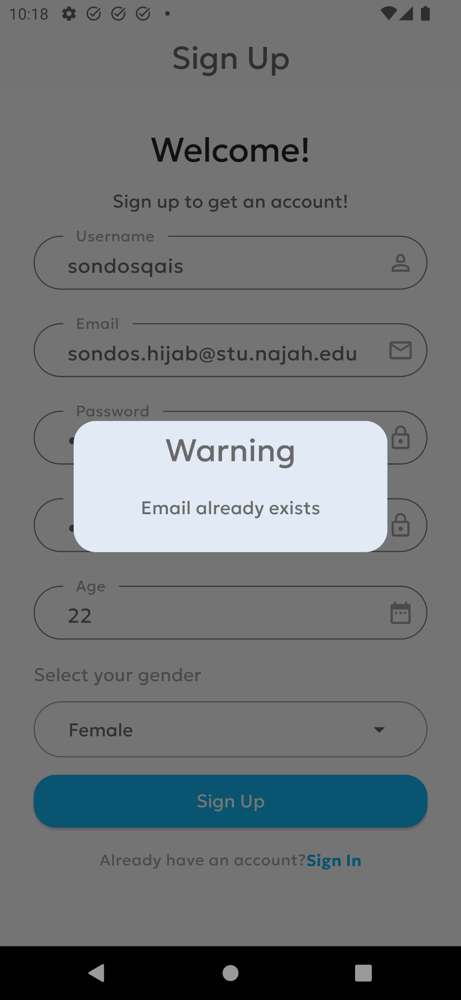 10:18
Sign Up
Welcome!
Sign up to get an account!
Username
sondosqais
Email
sondos.hijab@stu.najah.edu
Password
Warning
Email already exists
Age
22
Select your gender
Female
Sign Up
Already have an account?Sign In